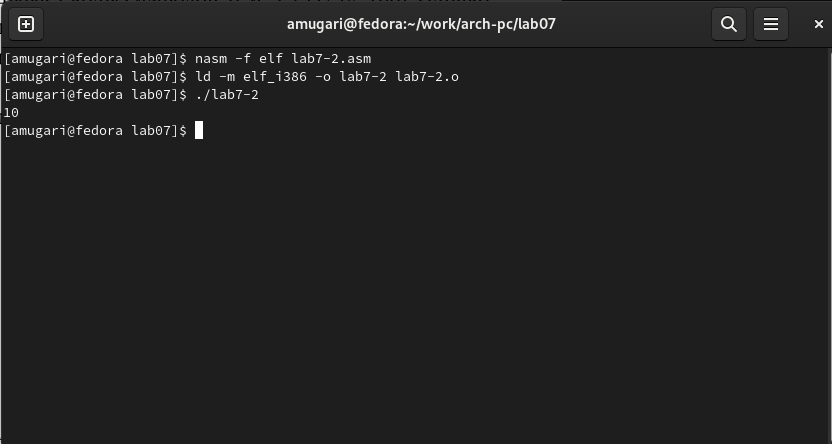 amugari@fedora:~/work/arch-pc/lab07
[amugari@fedora lab07]$ nasm -f elf lab7-2.asm
[amugari@fedora lab07]$ ld -m elf_i386 -o lab7-2 lab7-2.o
[amugari@fedora lab07]$ ./lab7-2
10
[amugari@fedora lab07]$